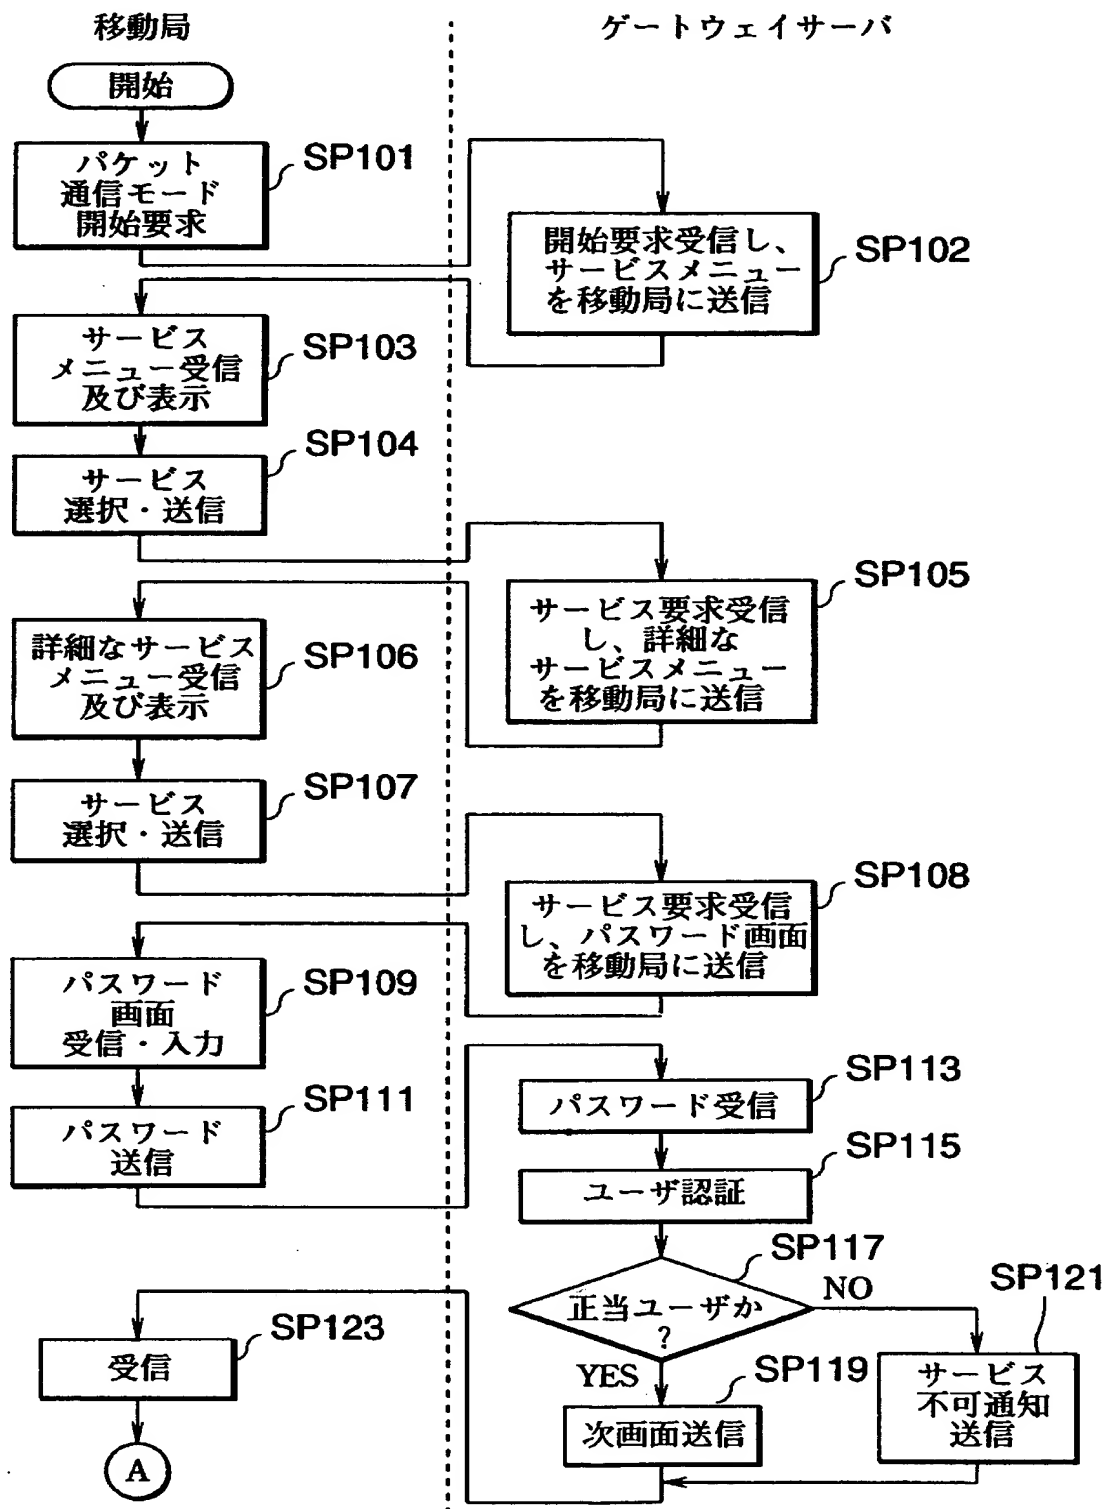 移動局
ゲートウェイサーバ
開始
パケット
通信モード
開始要求
SP101
開始要求受信し、
サービスメニュー
を移動局に送信
SP102
サービス
メニュー受信
及び表示
SP103
サービス
選択・送信
SP104
サービス要求受信
し、詳細な
サービスメニュー
を移動局に送信
SP105
詳細なサービス
メニュー受信
及び表示
SP106
サービス
選択・送信
SP107
サービス要求受信
し、パスワード画面
を移動局に送信
SP108
パスワード
画面
受信・入力
SP109
パスワード
送信
SP111
パスワード受信
SP113
ユーザ認証
SP115
正当ユーザか
?
SP117
NO
YES
次画面送信
SP119
サービス
不可通知
送信
SP121
受信
SP123
A